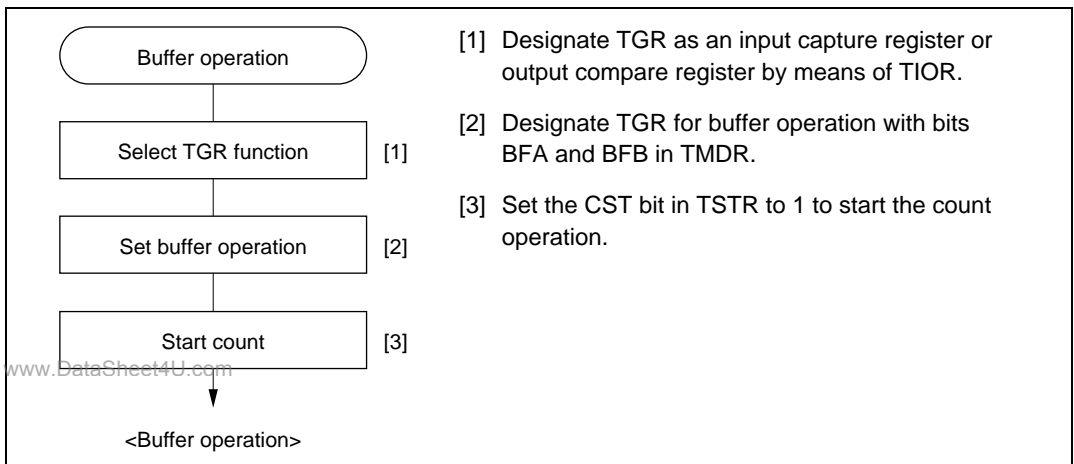 Buffer operation
Select TGR function [1]
Set buffer operation [2]
Start count [3]
www.DataSheet4U.com
<Buffer operation>
[1] Designate TGR as an input capture register or
output compare register by means of TIOR.
[2] Designate TGR for buffer operation with bits
BFA and BFB in TMDR.
[3] Set the CST bit in TSTR to 1 to start the count
operation.